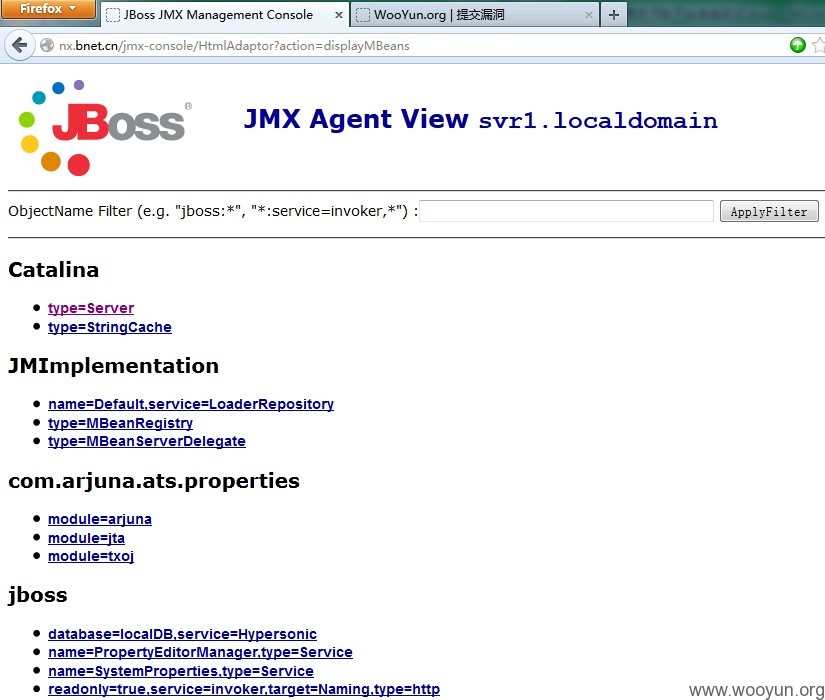 Firefox
JBoss JMX Management Console
WooYun.org | 提交漏洞
nx.bnet.cn/jmx-console/HtmlAdaptor?action=displayMBeans
JBoss®
JMX Agent View svr1.localdomain
ObjectName Filter (e.g. "jboss:*", "*:service=invoker,*") :
ApplyFilter
Catalina
type=Server
type=StringCache
JMImplementation
name=Default,service=LoaderRepository
type=MBeanRegistry
type=MBeanServerDelegate
com.arjuna.ats.properties
module=arjuna
module=jta
module=txoj
jboss
database=localDB,service=Hypersonic
name=PropertyEditorManager,type=Service
name=SystemProperties,type=Service
readonly=true,service=invoker,target=Naming,type=http
www.wooyun.org